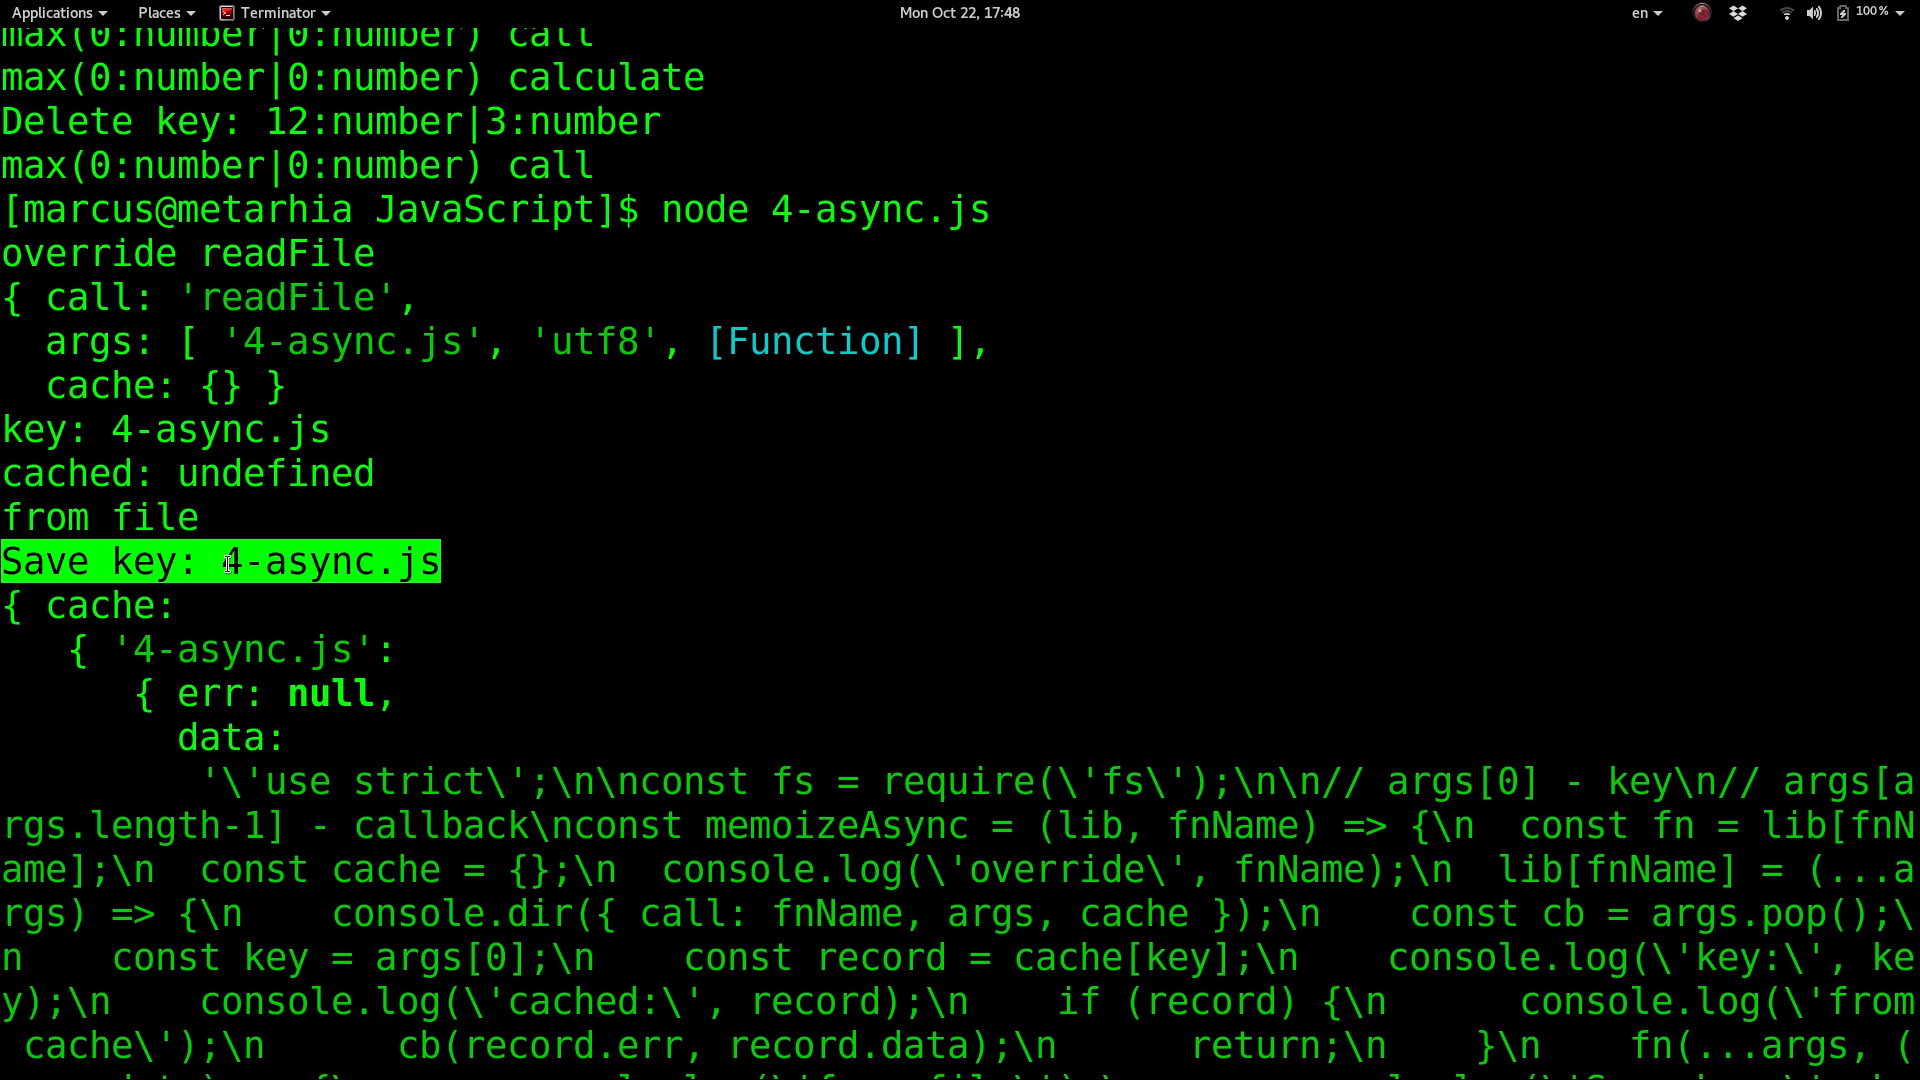 Applications Places Terminator Mon Oct 22, 17:48 en 100%
max(0:number|0:number) call
max(0:number|0:number) calculate
Delete key: 12:number|3:number
max(0:number|0:number) call
[marcus@metarhia JavaScript]$ node 4-async.js
override readFile
{ call: 'readFile',
  args: [ '4-async.js', 'utf8', [Function] ],
  cache: {} }
key: 4-async.js
cached: undefined
from file
Save key: 4-async.js
{ cache:
   { '4-async.js':
      { err: null,
        data:
         '\'use strict\';\n\nconst fs = require(\'fs\');\n\n// args[0] - key\n// args[a
rgs.length-1] - callback\nconst memoizeAsync = (lib, fnName) => {\n  const fn = lib[fnN
ame];\n  const cache = {};\n  console.log(\'override\', fnName);\n  lib[fnName] = (...a
rgs) => {\n    console.dir({ call: fnName, args, cache });\n    const cb = args.pop();\
n    const key = args[0];\n    const record = cache[key];\n    console.log(\'key:\', ke
y);\n    console.log(\'cached:\', record);\n    if (record) {\n      console.log(\'from
 cache\');\n      cb(record.err, record.data);\n      return;\n    }\n    fn(...args, (